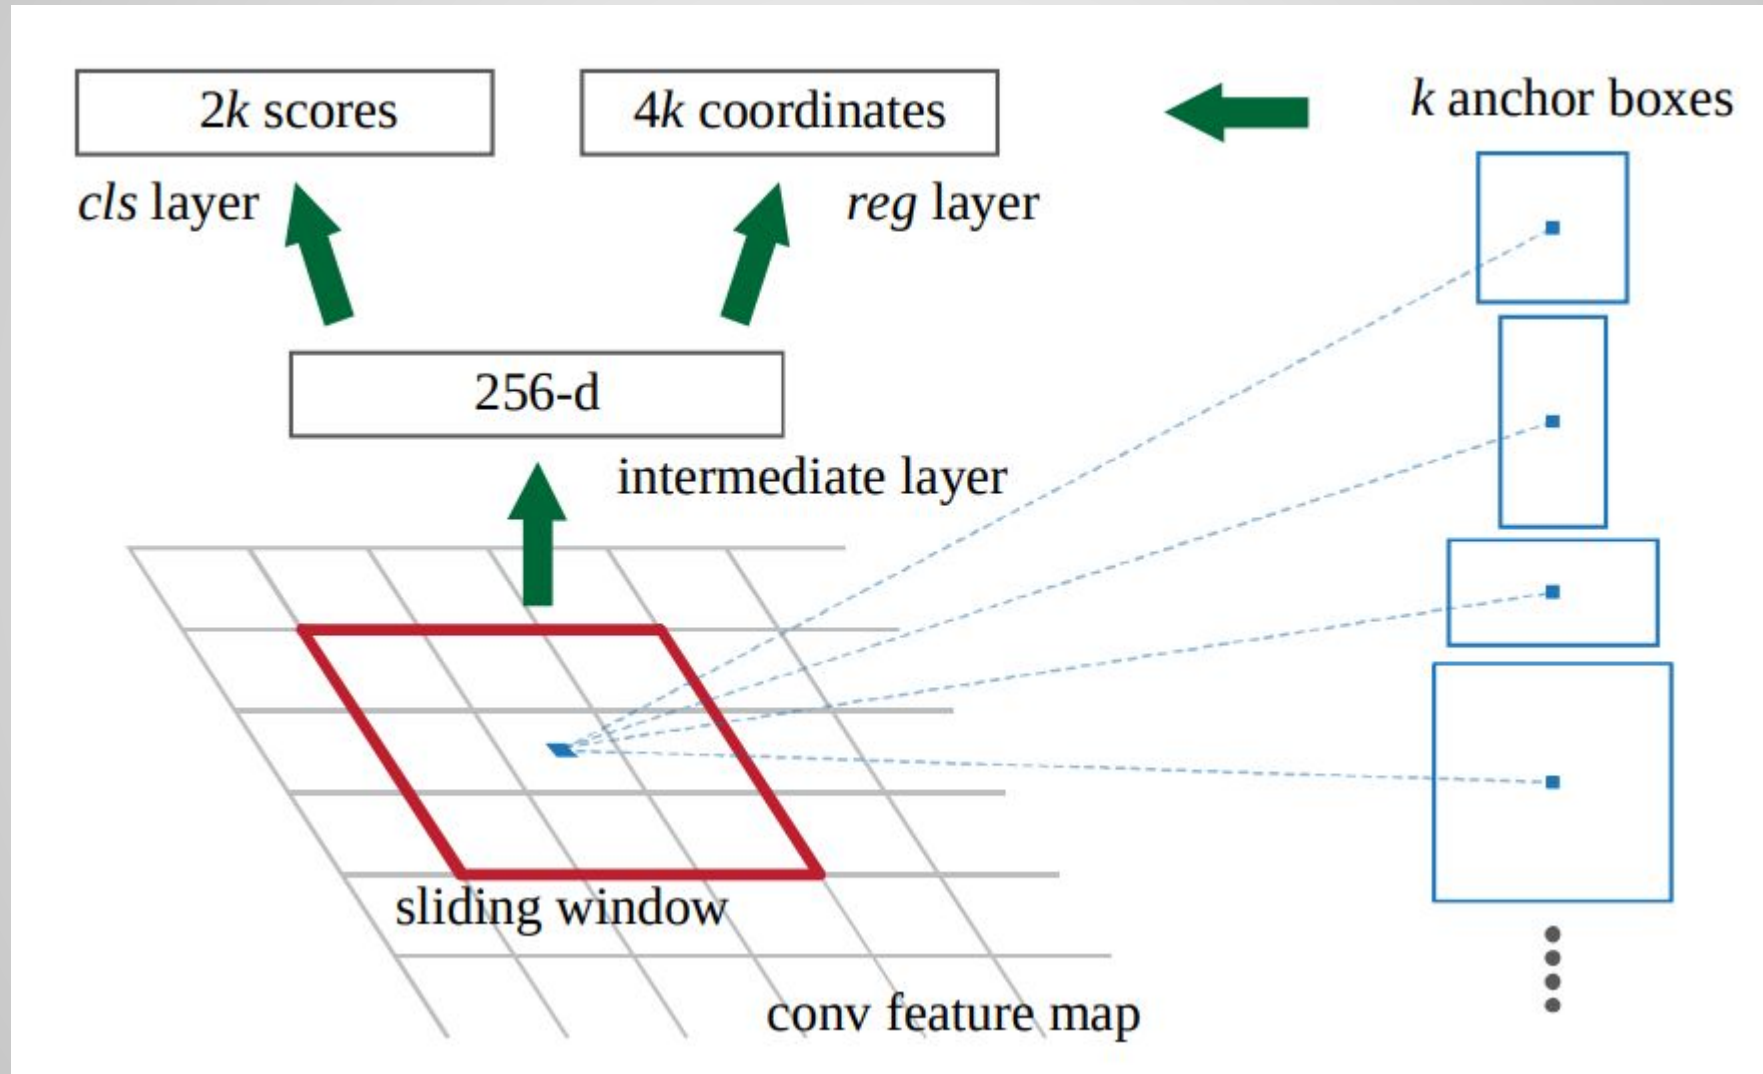 2k scores
4k coordinates
k anchor boxes
cls layer
reg layer
256-d
intermediate layer
sliding window
conv feature map